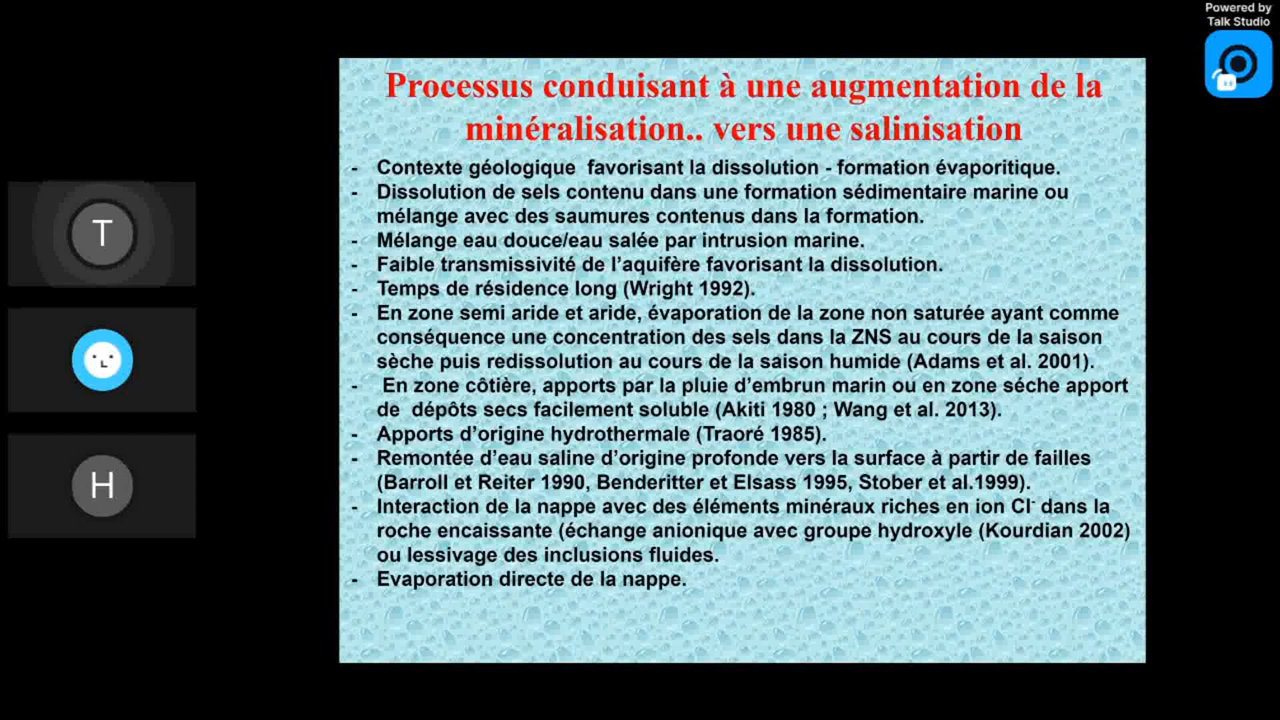 Powered by
Talk Studio
Processus conduisant à une augmentation de la
minéralisation.. vers une salinisation
- Contexte géologique favorisant la dissolution - formation évaporitique.
- Dissolution de sels contenu dans une formation sédimentaire marine ou
mélange avec des saumures contenus dans la formation.
- Mélange eau douce/eau salée par intrusion marine.
- Faible transmissivité de l'aquifère favorisant la dissolution.
- Temps de résidence long (Wright 1992).
- En zone semi aride et aride, évaporation de la zone non saturée ayant comme
conséquence une concentration des sels dans la ZNS au cours de la saison
sèche puis redissolution au cours de la saison humide (Adams et al. 2001).
- En zone côtière, apports par la pluie d'embrun marin ou en zone séche apport
de dépôts secs facilement soluble (Akiti 1980 ; Wang et al. 2013).
- Apports d'origine hydrothermale (Traoré 1985).
- Remontée d'eau saline d'origine profonde vers la surface à partir de failles
(Barroll et Reiter 1990, Benderitter et Elsass 1995, Stober et al.1999).
- Interaction de la nappe avec des éléments minéraux riches en ion Cl⁻ dans la
roche encaissante (échange anionique avec groupe hydroxyle (Kourdian 2002)
ou lessivage des inclusions fluides.
- Evaporation directe de la nappe.
T
H